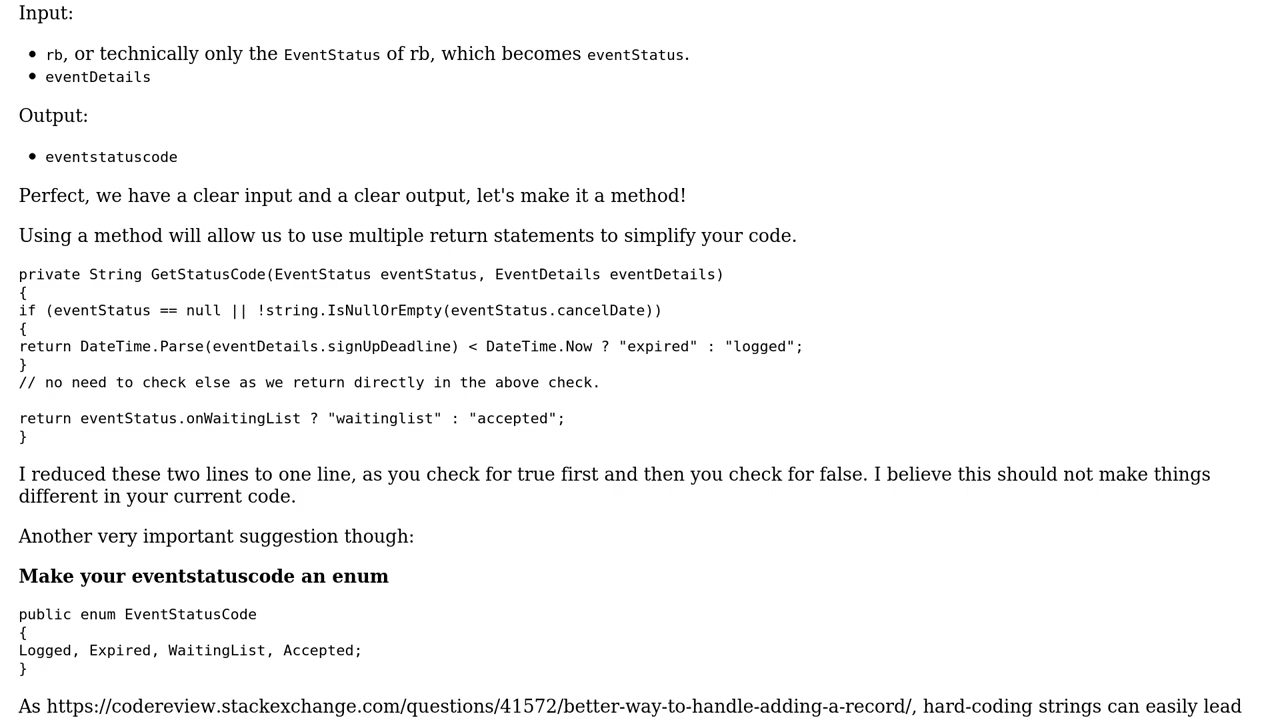 Input:
rb, or technically only the EventStatus of rb, which becomes eventStatus.
eventDetails
Output:
eventstatuscode
Perfect, we have a clear input and a clear output, let's make it a method!
Using a method will allow us to use multiple return statements to simplify your code.
private String GetStatusCode(EventStatus eventStatus, EventDetails eventDetails)
{
if (eventStatus == null || !string.IsNullOrEmpty(eventStatus.cancelDate))
{
return DateTime.Parse(eventDetails.signUpDeadline) < DateTime.Now ? "expired" : "logged";
}
// no need to check else as we return directly in the above check.
return eventStatus.onWaitingList ? "waitinglist" : "accepted";
}
I reduced these two lines to one line, as you check for true first and then you check for false. I believe this should not make things
different in your current code.
Another very important suggestion though:
Make your eventstatuscode an enum
public enum EventStatusCode
{
Logged, Expired, WaitingList, Accepted;
}
As https://codereview.stackexchange.com/questions/41572/better-way-to-handle-adding-a-record/, hard-coding strings can easily lead